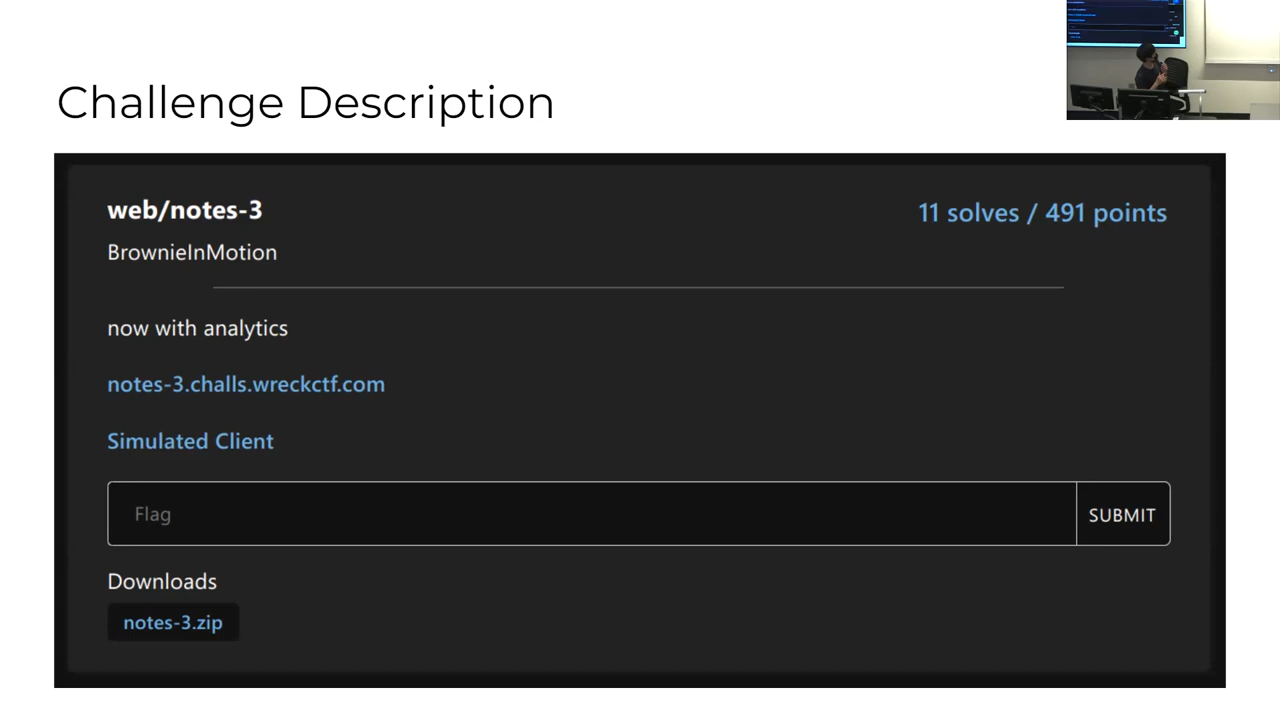 Challenge Description
web/notes-3
11 solves / 491 points
BrownieInMotion
now with analytics
notes-3.challs.wreckctf.com
Simulated Client
Flag
SUBMIT
Downloads
notes-3.zip